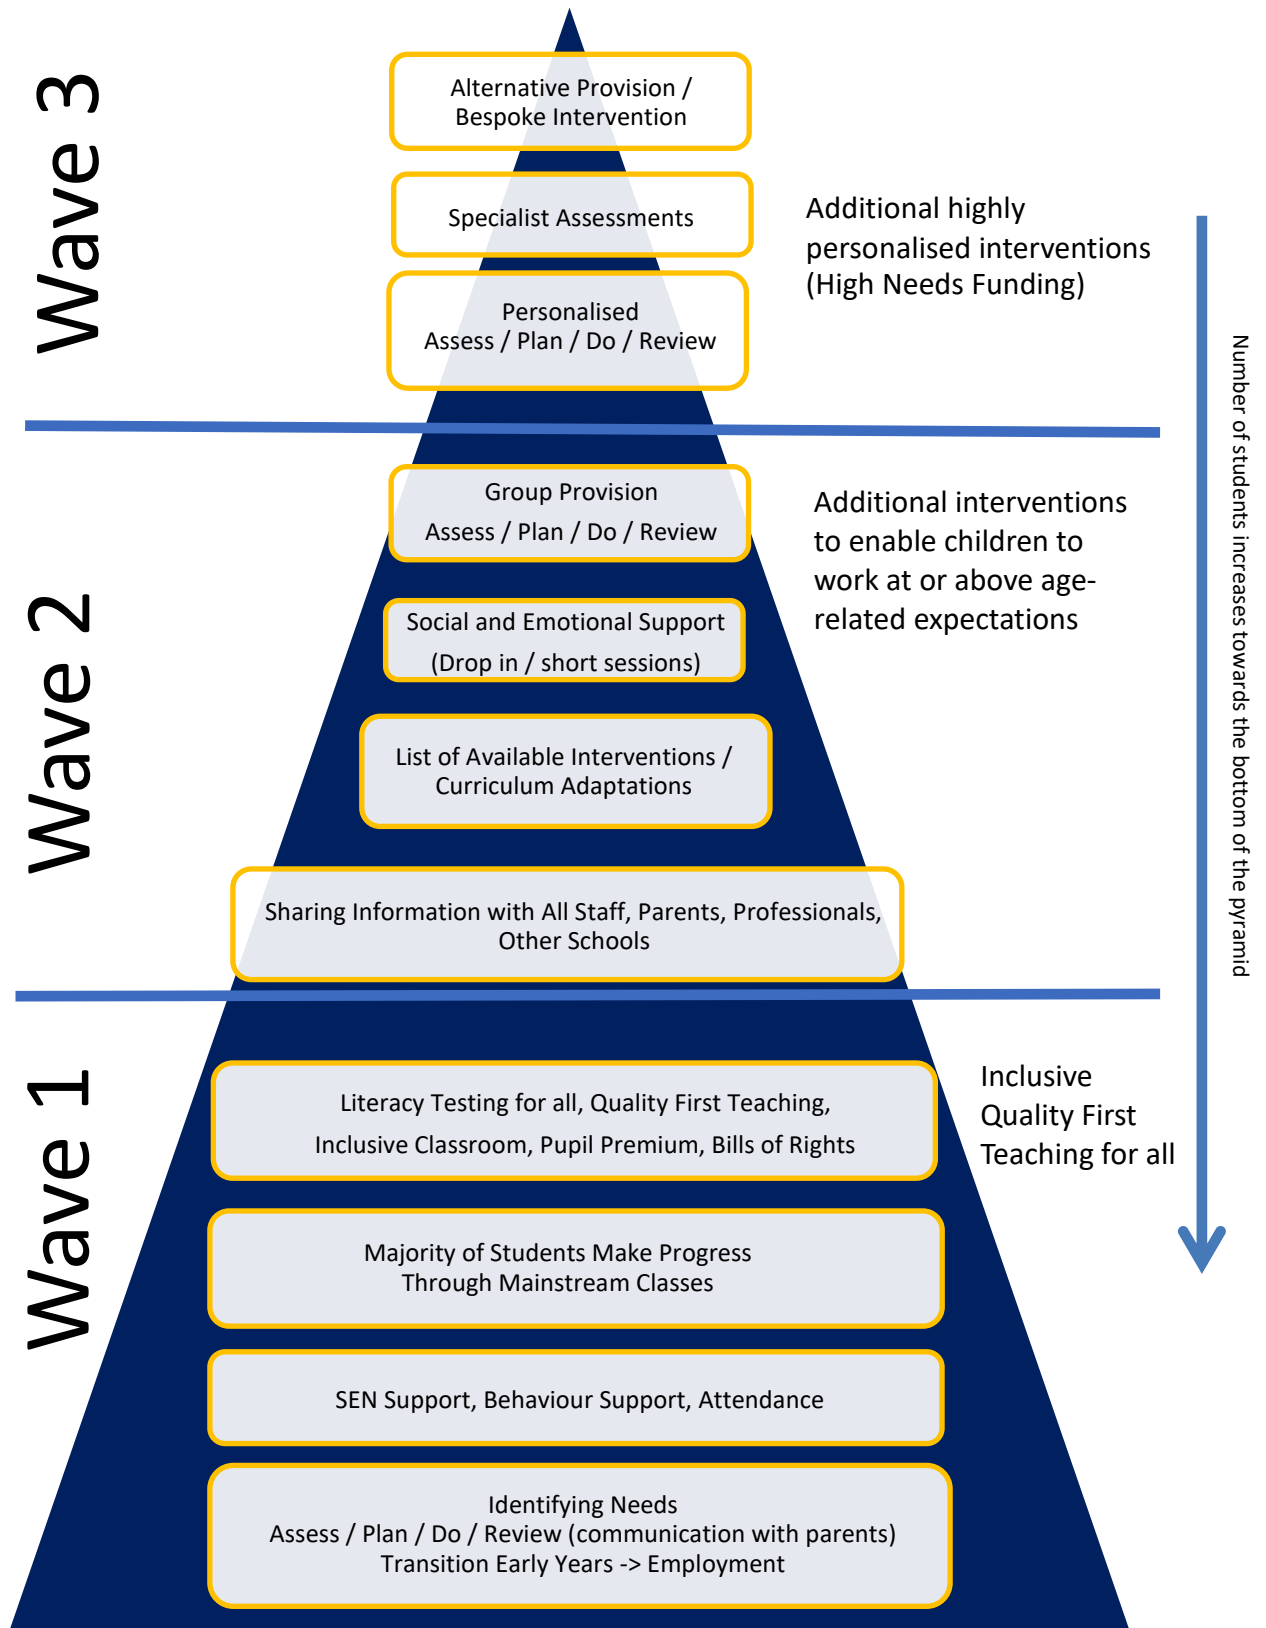 Wave 3
Alternative Provision /
Bespoke Intervention
Specialist Assessments
Personalised
Assess / Plan / Do / Review
Additional highly
personalised interventions
(High Needs Funding)
Number of students increases towards the bottom of the pyramid
Wave 2
Group Provision
Assess / Plan / Do / Review
Social and Emotional Support
(Drop in / short sessions)
List of Available Interventions /
Curriculum Adaptations
Sharing Information with All Staff, Parents, Professionals,
Other Schools
Additional interventions
to enable children to
work at or above age-
related expectations
Wave 1
Literacy Testing for all, Quality First Teaching,
Inclusive Classroom, Pupil Premium, Bills of Rights
Majority of Students Make Progress
Through Mainstream Classes
SEN Support, Behaviour Support, Attendance
Identifying Needs
Assess / Plan / Do / Review (communication with parents)
Transition Early Years -> Employment
Inclusive
Quality First
Teaching for all